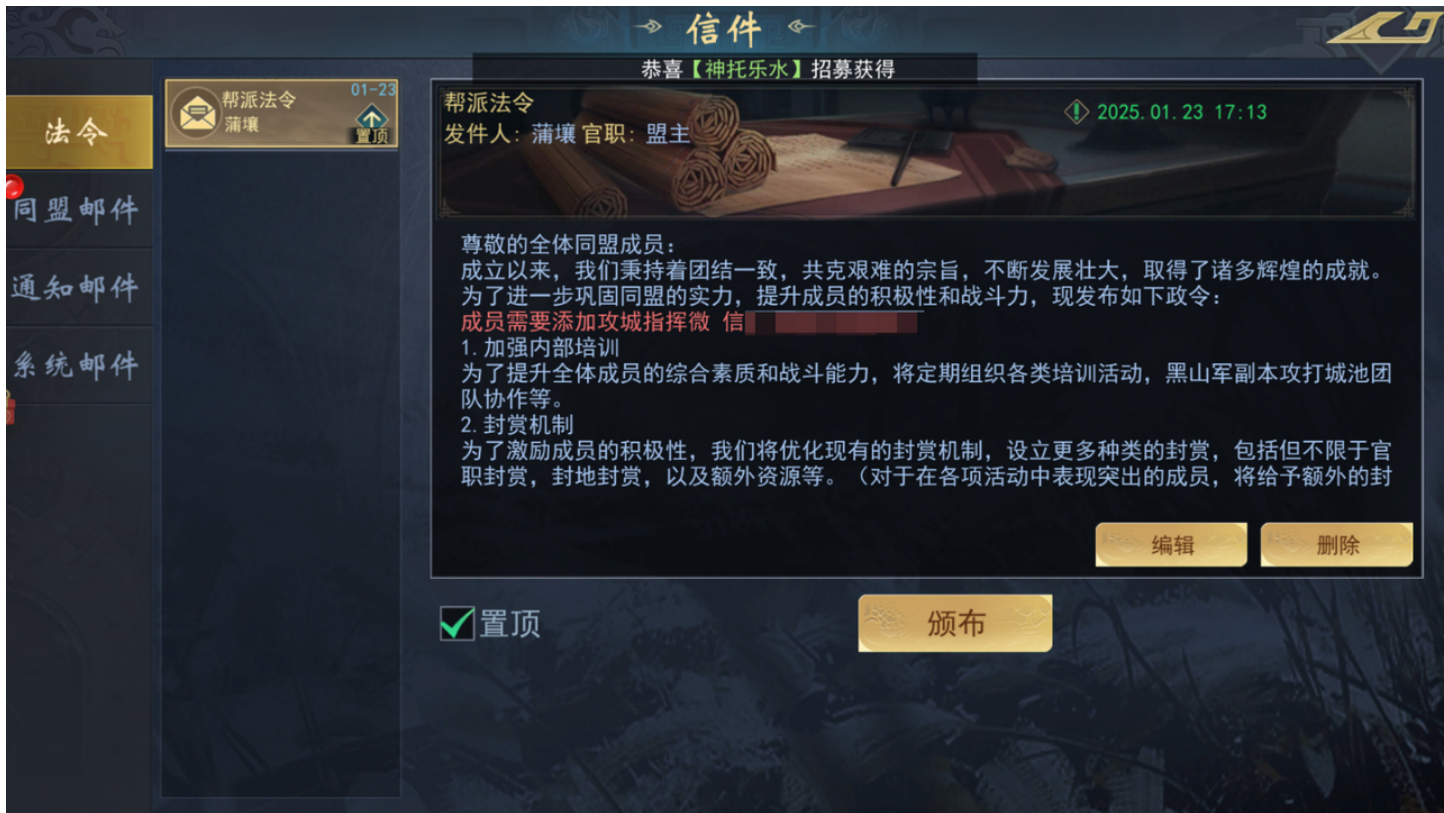 信件
恭喜【神托乐水】招募获得
法令
同盟邮件
通知邮件
系统邮件
帮派法令
01-23
蒲壤
置顶
帮派法令
发件人：蒲壤 官职：盟主
2025.01.23 17:13
尊敬的全体同盟成员：
成立以来，我们秉持着团结一致，共克艰难的宗旨，不断发展壮大，取得了诸多辉煌的成就。
为了进一步巩固同盟的实力，提升成员的积极性和战斗力，现发布如下政令：
成员需要添加攻城指挥微 信
1.加强内部培训
为了提升全体成员的综合素质和战斗能力，将定期组织各类培训活动，黑山军副本攻打城池团
队协作等。
2.封赏机制
为了激励成员的积极性，我们将优化现有的封赏机制，设立更多种类的封赏，包括但不限于官
职封赏，封地封赏，以及额外资源等。（对于在各项活动中表现突出的成员，将给予额外的封
编辑
删除
置顶
颁布